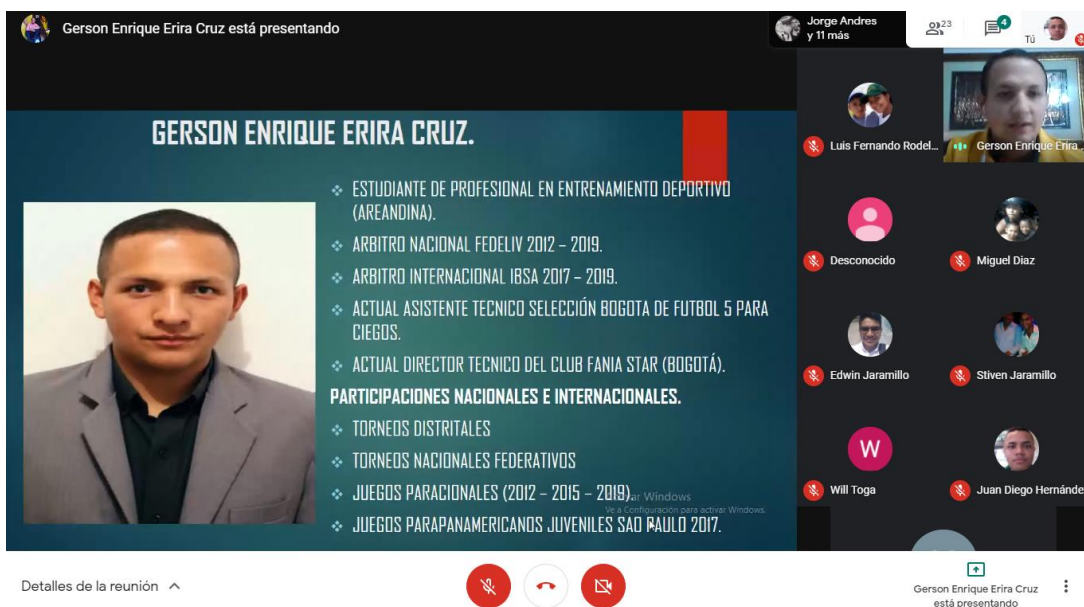 Gerson Enrique Erira Cruz está presentando
Jorge Andres
y 11 más
23
4
Tú
GERSON ENRIQUE ERIRA CRUZ.
❖ ESTUDIANTE DE PROFESIONAL EN ENTRENAMIENTO DEPORTIVO
(AREANDINA).
❖ ARBITRO NACIONAL FEDELIV 2012 – 2019.
❖ ARBITRO INTERNACIONAL IBSA 2017 – 2019.
❖ ACTUAL ASISTENTE TECNICO SELECCIÓN BOGOTA DE FUTBOL 5 PARA
CIEGOS.
❖ ACTUAL DIRECTOR TECNICO DEL CLUB FANIA STAR (BOGOTÁ).
PARTICIPACIONES NACIONALES E INTERNACIONALES.
❖ TORNEOS DISTRITALES
❖ TORNEOS NACIONALES FEDERATIVOS
❖ JUEGOS PARACIONALES (2012 – 2015 – 2019).
❖ JUEGOS PARAPANAMERICANOS JUVENILES SAO PAULO 2017.
Windows
Ve a Configuración para activar Windows.
Luis Fernando Rodel...
Gerson Enrique Erira...
Desconocido
Miguel Diaz
Edwin Jaramillo
Stiven Jaramillo
W
Will Toga
Juan Diego Hernánde
Detalles de la reunión
Gerson Enrique Erira Cruz
está presentando